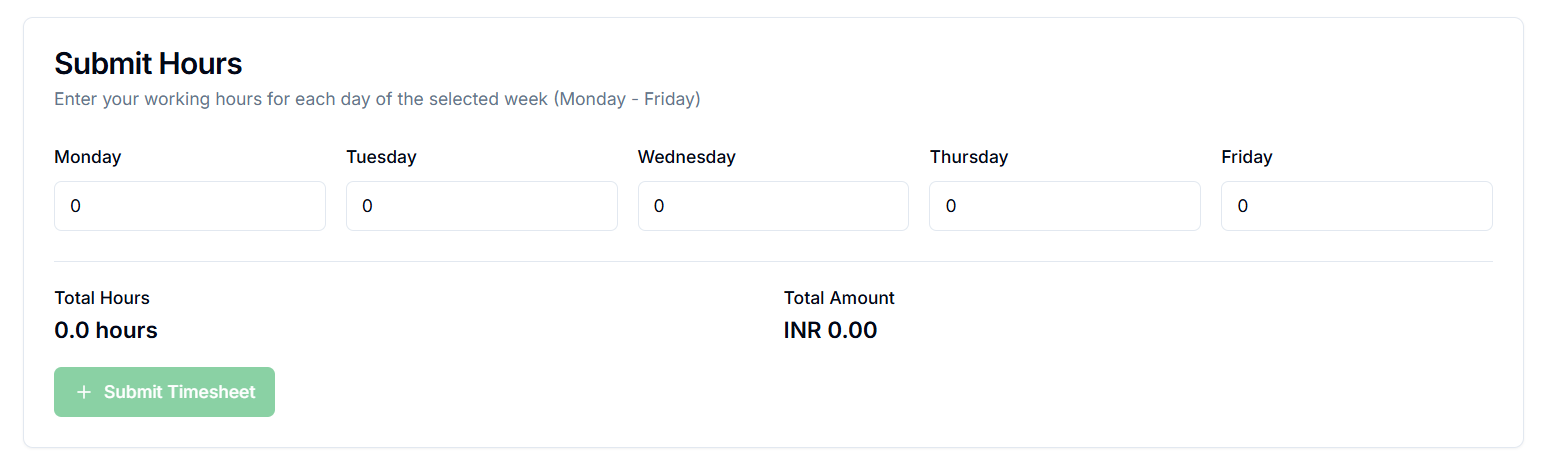 Submit Hours
Enter your working hours for each day of the selected week (Monday - Friday)
Monday Tuesday Wednesday Thursday Friday
0 0 0 0 0
Total Hours Total Amount
0.0 hours INR 0.00
+ Submit Timesheet